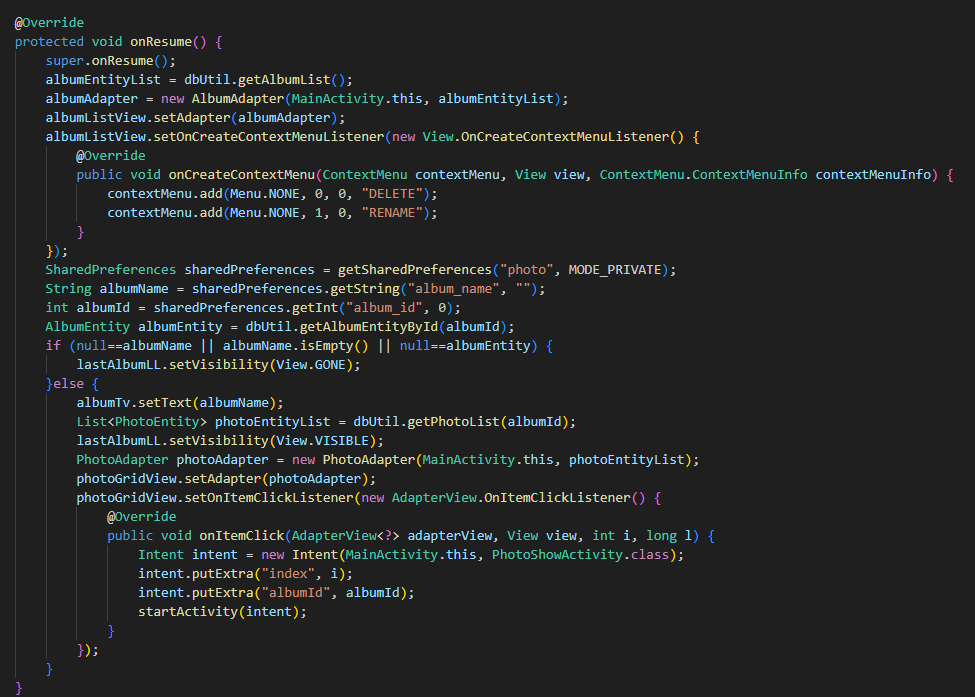 @Override
protected void onResume() {
    super.onResume();
    albumEntityList = dbUtil.getAlbumList();
    albumAdapter = new AlbumAdapter(MainActivity.this, albumEntityList);
    albumListView.setAdapter(albumAdapter);
    albumListView.setOnCreateContextMenuListener(new View.OnCreateContextMenuListener() {
        @Override
        public void onCreateContextMenu(ContextMenu contextMenu, View view, ContextMenu.ContextMenuInfo contextMenuInfo) {
            contextMenu.add(Menu.NONE, 0, 0, "DELETE");
            contextMenu.add(Menu.NONE, 1, 0, "RENAME");
        }
    });
    SharedPreferences sharedPreferences = getSharedPreferences("photo", MODE_PRIVATE);
    String albumName = sharedPreferences.getString("album_name", "");
    int albumId = sharedPreferences.getInt("album_id", 0);
    AlbumEntity albumEntity = dbUtil.getAlbumEntityById(albumId);
    if (null==albumName || albumName.isEmpty() || null==albumEntity) {
        lastAlbumLL.setVisibility(View.GONE);
    }else {
        albumTv.setText(albumName);
        List<PhotoEntity> photoEntityList = dbUtil.getPhotoList(albumId);
        lastAlbumLL.setVisibility(View.VISIBLE);
        PhotoAdapter photoAdapter = new PhotoAdapter(MainActivity.this, photoEntityList);
        photoGridView.setAdapter(photoAdapter);
        photoGridView.setOnItemClickListener(new AdapterView.OnItemClickListener() {
            @Override
            public void onItemClick(AdapterView<?> adapterView, View view, int i, long l) {
                Intent intent = new Intent(MainActivity.this, PhotoShowActivity.class);
                intent.putExtra("index", i);
                intent.putExtra("albumId", albumId);
                startActivity(intent);
            }
        });
    }
}